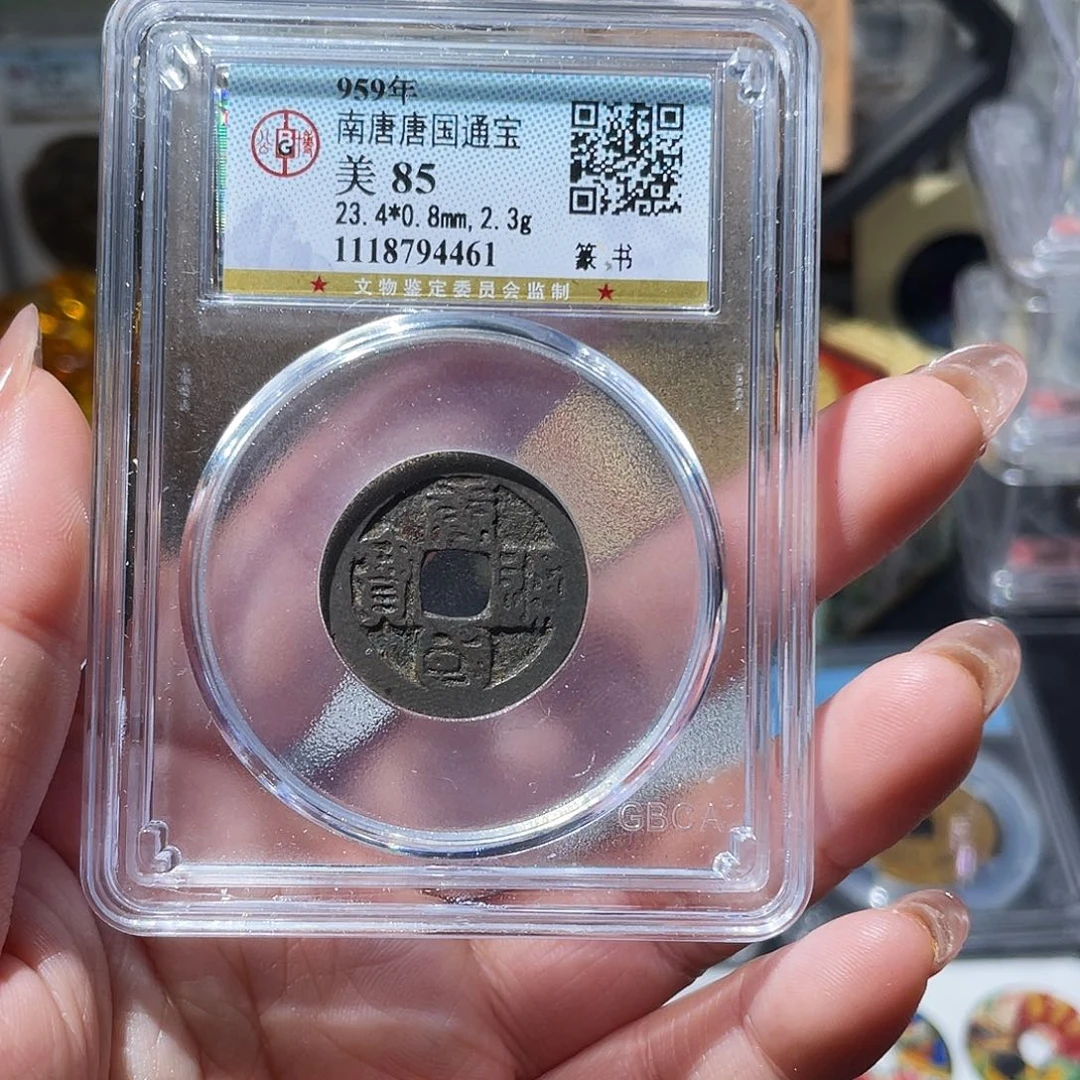 959年
南唐唐国通宝
美 85
23.4*0.8mm,2.3g
1118794461 篆书
★ 文物鉴定委员会监制 ★
GBCA